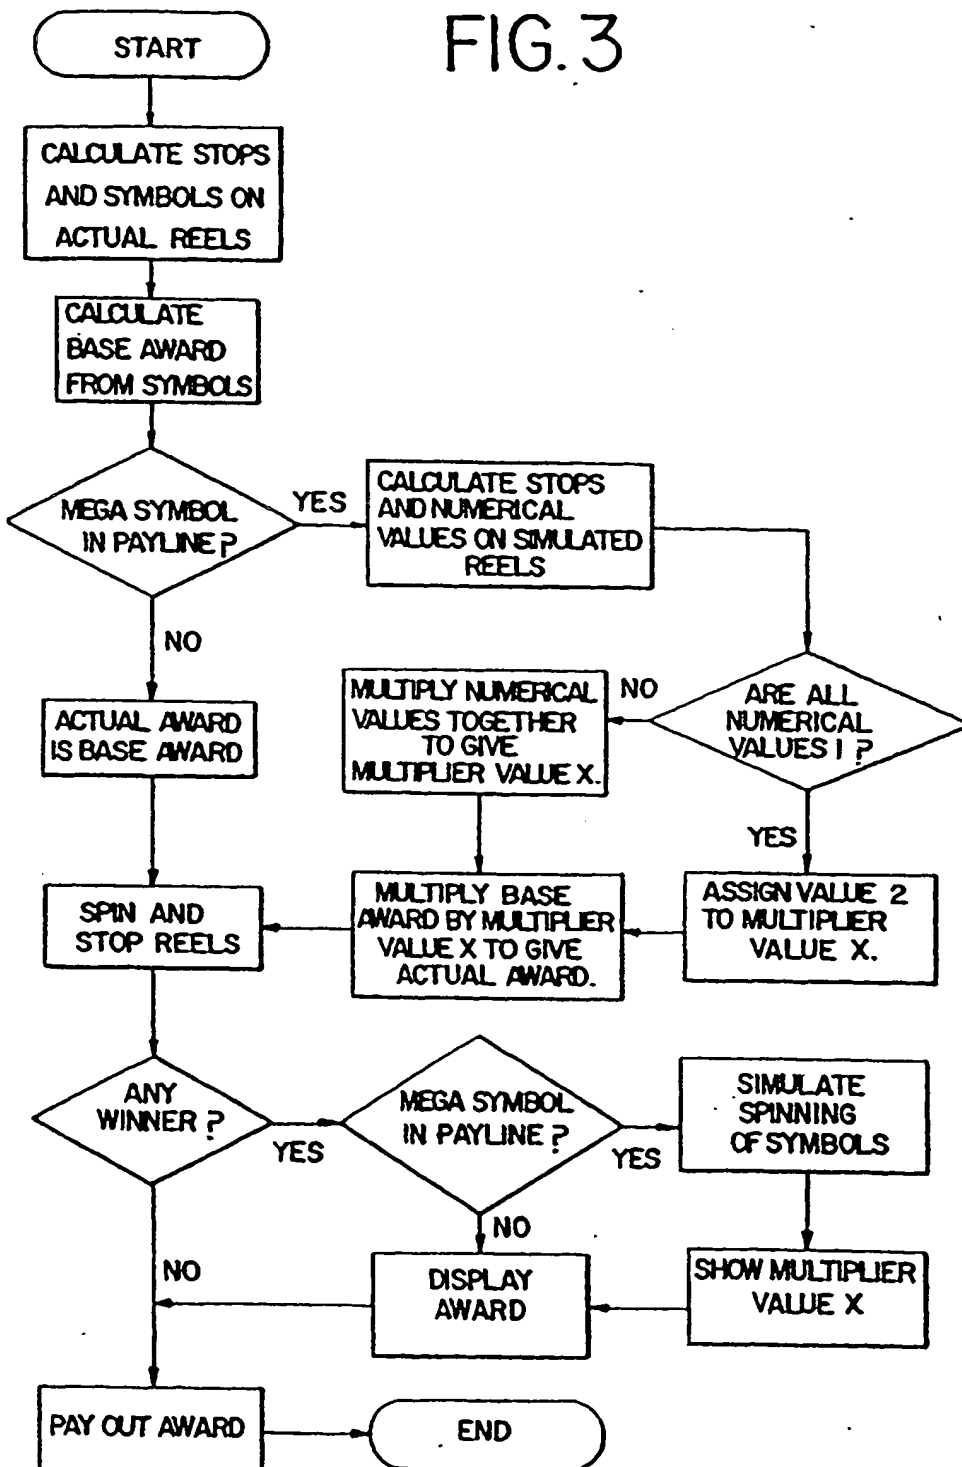 FIG. 3
START
CALCULATE STOPS
AND SYMBOLS ON
ACTUAL REELS
CALCULATE
BASE AWARD
FROM SYMBOLS
MEGA SYMBOL
IN PAYLINE?
YES
CALCULATE STOPS
AND NUMERICAL
VALUES ON SIMULATED
REELS
NO
ARE ALL
NUMERICAL
VALUES 1 ?
NO
MULTIPLY NUMERICAL
VALUES TOGETHER
TO GIVE
MULTIPLIER VALUE X.
ACTUAL AWARD
IS BASE AWARD
YES
ASSIGN VALUE 2
TO MULTIPLIER
VALUE X.
MULTIPLY BASE
AWARD BY MULTIPLIER
VALUE X TO GIVE
ACTUAL AWARD.
SPIN AND
STOP REELS
ANY
WINNER ?
YES
MEGA SYMBOL
IN PAYLINE?
YES
SIMULATE
SPINNING
OF SYMBOLS
NO
NO
DISPLAY
AWARD
SHOW MULTIPLIER
VALUE X
PAY OUT AWARD
END